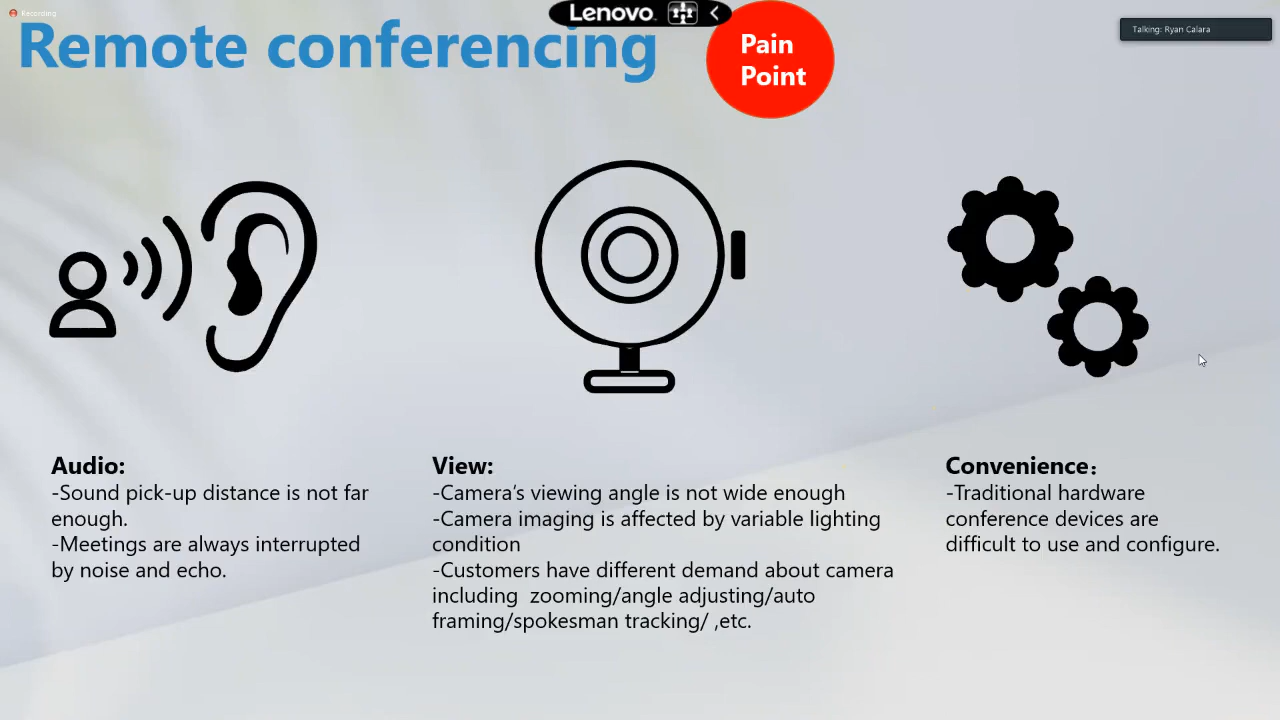 Recording
Lenovo
Talking: Ryan Calara
Remote conferencing
Pain
Point
Audio:
-Sound pick-up distance is not far
enough.
-Meetings are always interrupted
by noise and echo.
View:
-Camera's viewing angle is not wide enough
-Camera imaging is affected by variable lighting
condition
-Customers have different demand about camera
including  zooming/angle adjusting/auto
framing/spokesman tracking/ ,etc.
Convenience：
-Traditional hardware
conference devices are
difficult to use and configure.